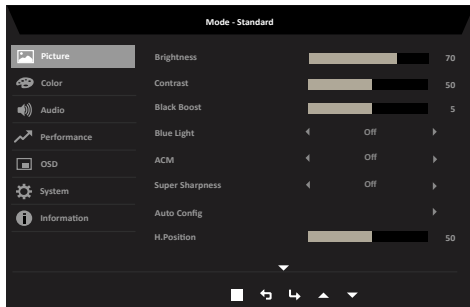 Mode - Standard
Picture
Brightness 70
Color
Contrast 50
Audio
Black Boost 5
Performance
Blue Light Off
OSD
ACM Off
System
Super Sharpness Off
Information
Auto Config
H.Position 50